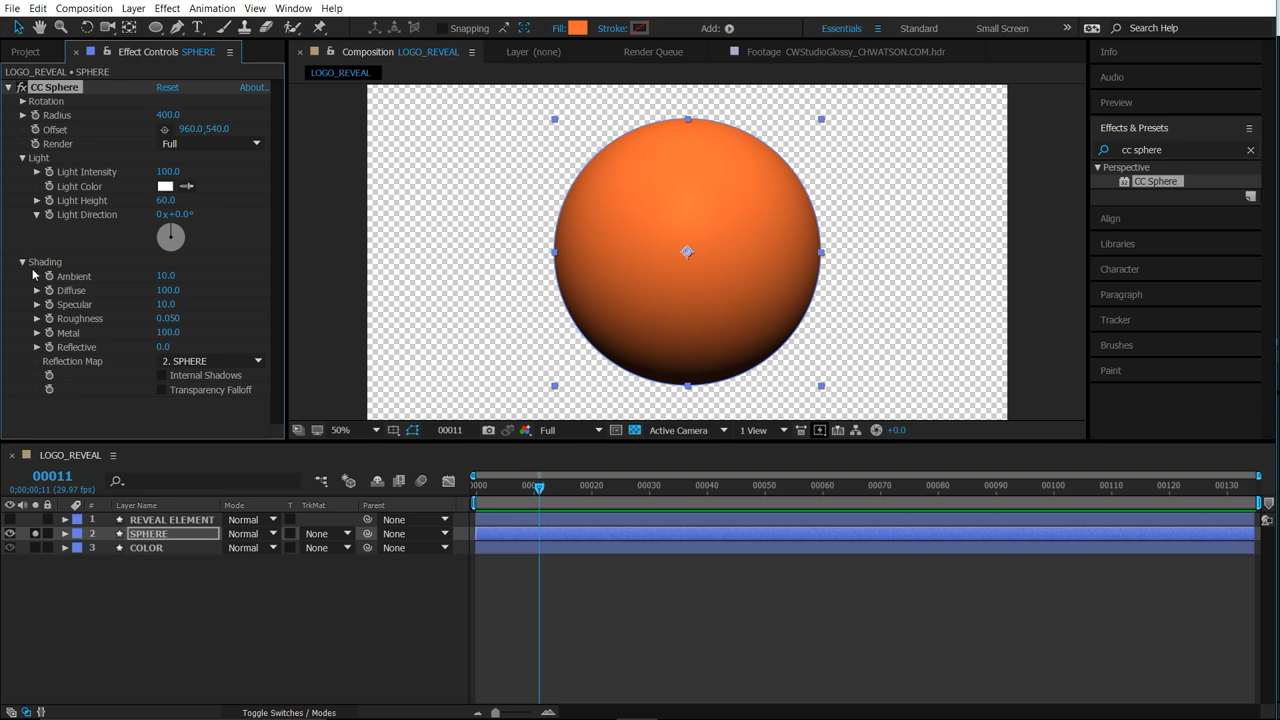 File Edit Composition Layer Effect Animation View Window Help
Snapping Fill: Stroke: Add: Essentials Standard Small Screen Search Help
Project Effect Controls SPHERE Composition LOGO_REVEAL Layer (none) Render Queue Footage CWStudioGlossy_CHWATSON.COM.hdr Info
LOGO_REVEAL • SPHERE LOGO_REVEAL
Audio
fx CC Sphere Reset About..
Rotation
Preview
Radius 400.0
Offset 960.0,540.0
Effects & Presets
Render Full
cc sphere
Light
Perspective
Light Intensity 100.0
CC Sphere
Light Color
Light Height 60.0
Light Direction 0x+0.0°
Align
Libraries
Shading
Character
Ambient 10.0
Diffuse 100.0
Paragraph
Specular 10.0
Roughness 0.050
Tracker
Metal 100.0
Reflective 0.0
Brushes
Reflection Map 2. SPHERE
Paint
Internal Shadows
Transparency Falloff
50% 00011 Full Active Camera 1 View +0.0
LOGO_REVEAL
00011
0;00;00;11 (29.97 fps)
00020 00030 00040 00050 00060 00070 00080 00090 00100 00110 00120 00130
# Layer Name Mode T TrkMat Parent
1 REVEAL ELEMENT Normal None
2 SPHERE Normal None None
3 COLOR Normal None None
Toggle Switches / Modes